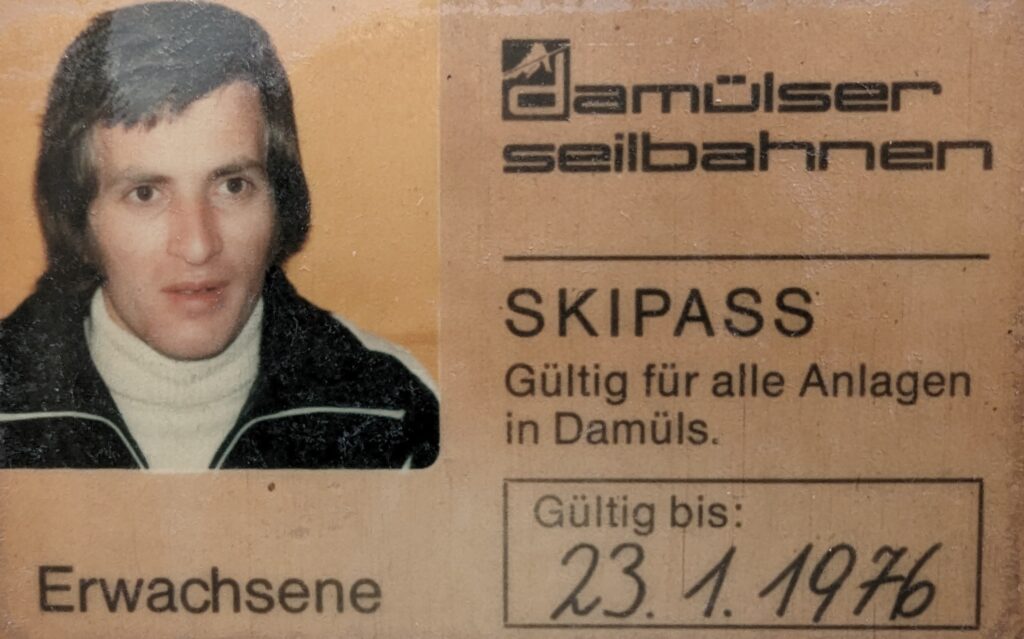 damülser
seilbahnen
SKIPASS
Gültig für alle Anlagen
in Damüls.
Gültig bis:
23. 1. 1976
Erwachsene